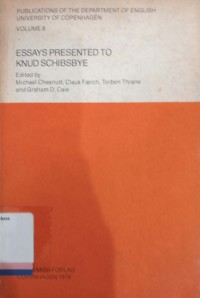 PUBLICATIONS OF THE DEPARTMENT OF ENGLISH
UNIVERSITY OF COPENHAGEN
VOLUME 8
ESSAYS PRESENTED TO
KNUD SCHIBSBYE
Edited by
Michael Chesnutt, Claus Færch, Torben Thrane
and Graham D. Caie